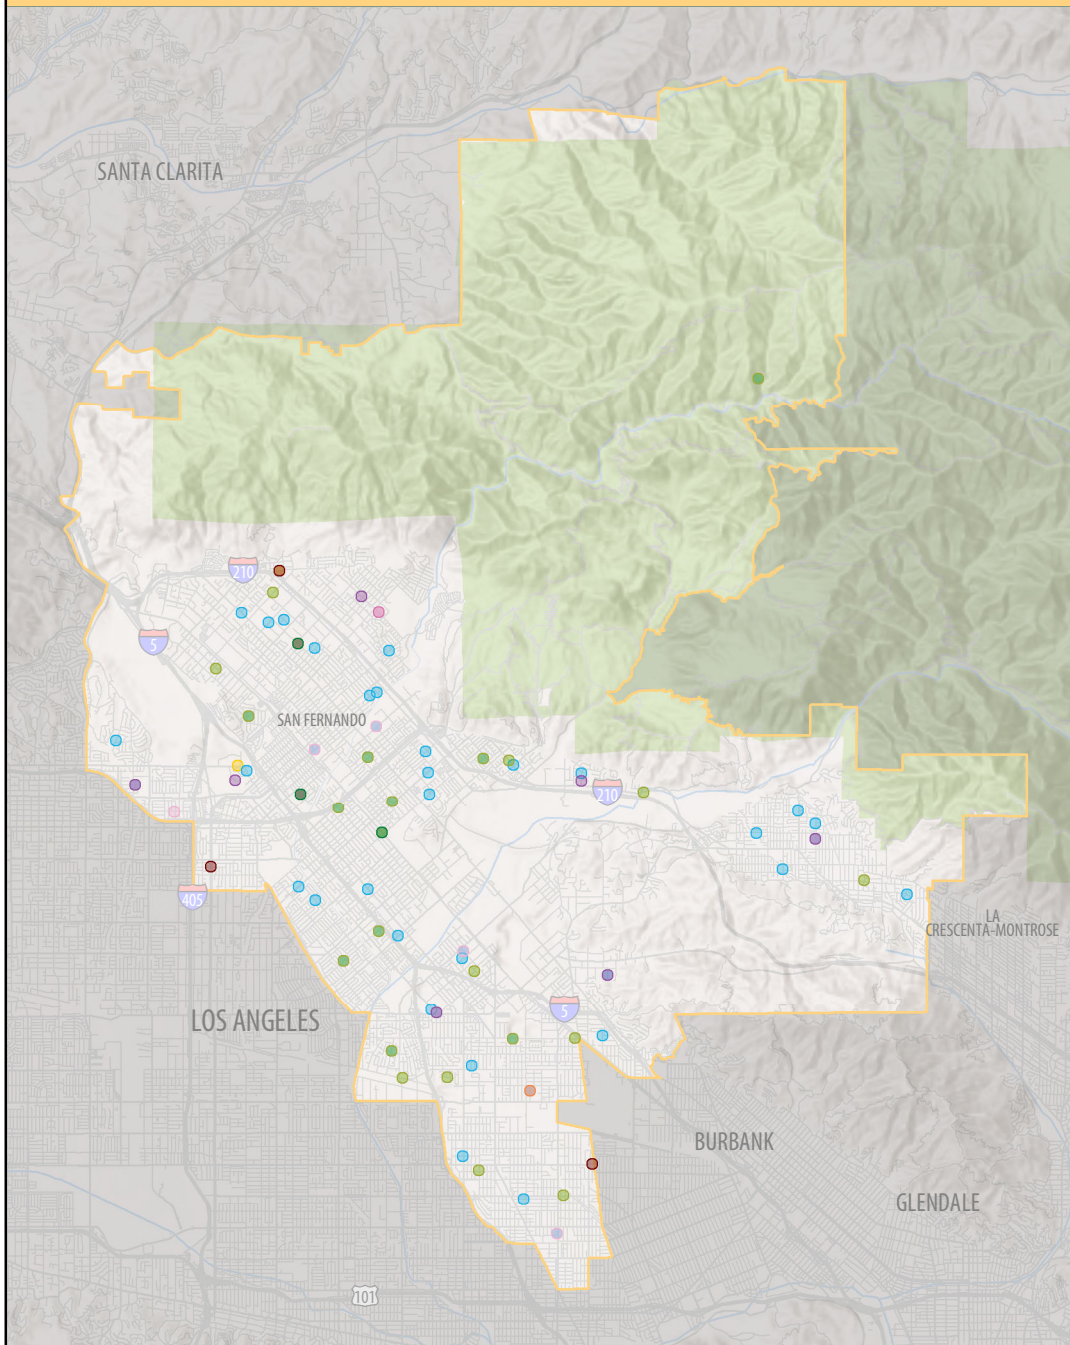 SANTA CLARITA
210
5
SAN FERNANDO
210
405
LA
CRESCENTA-MONTROSE
LOS ANGELES
5
BURBANK
GLENDALE
101